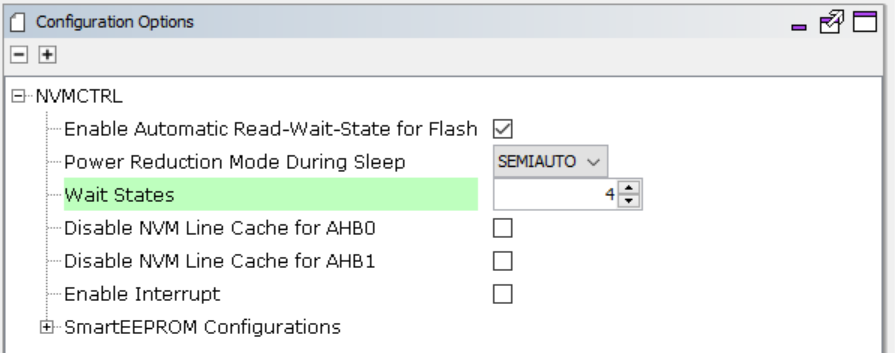 Configuration Options
NVMCTRL
Enable Automatic Read-Wait-State for Flash
Power Reduction Mode During Sleep SEMIAUTO
Wait States 4
Disable NVM Line Cache for AHB0
Disable NVM Line Cache for AHB1
Enable Interrupt
SmartEEPROM Configurations